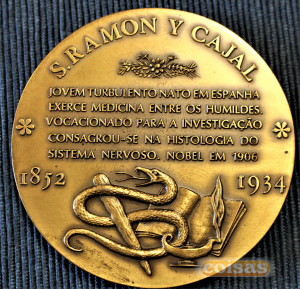 S. RAMON Y CAJAL
JOVEM TURBULENTO NATO EM ESPANHA
EXERCE MEDICINA ENTRE OS HUMILDES.
VOCACIONADO PARA A INVESTIGAÇÃO
CONSAGROU-SE NA HISTOLOGIA DO
SISTEMA NERVOSO. NOBEL EM 1906
1852 1934
coisas